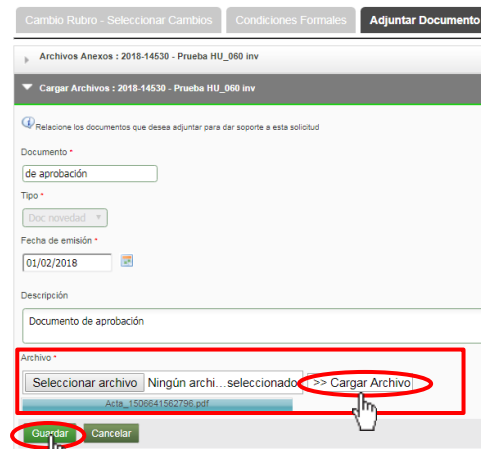 Cambio Rubro - Seleccionar Cambios Condiciones Formales Adjuntar Documento
Archivos Anexos : 2018-14530 - Prueba HU_060 inv
Cargar Archivos : 2018-14530 - Prueba HU_060 inv
Relacione los documentos que desea adjuntar para dar soporte a esta solicitud
Documento *
de aprobación
Tipo *
Doc novedad
Fecha de emisión *
01/02/2018
Descripción
Documento de aprobación
Archivo *
Seleccionar archivo Ningún archi...seleccionado >> Cargar Archivo
Acta_1506641562796.pdf
Guardar Cancelar